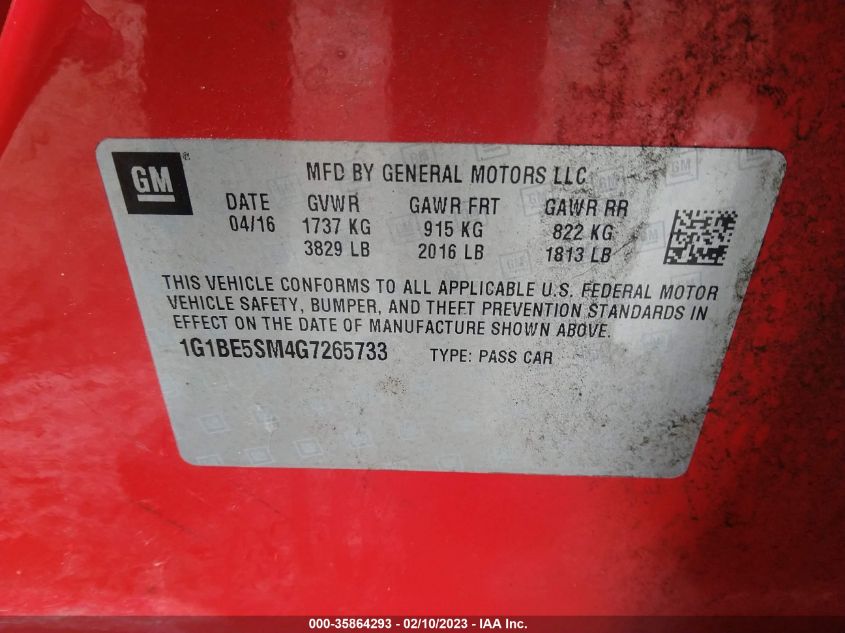 GM ®
MFD BY GENERAL MOTORS LLC
DATE GVWR GAWR FRT GAWR RR
04/16 1737 KG 915 KG 822 KG
3829 LB 2016 LB 1813 LB
THIS VEHICLE CONFORMS TO ALL APPLICABLE U.S. FEDERAL MOTOR
VEHICLE SAFETY, BUMPER, AND THEFT PREVENTION STANDARDS IN
EFFECT ON THE DATE OF MANUFACTURE SHOWN ABOVE.
1G1BE5SM4G7265733 TYPE: PASS CAR
000-35864293 - 02/10/2023 - IAA Inc.